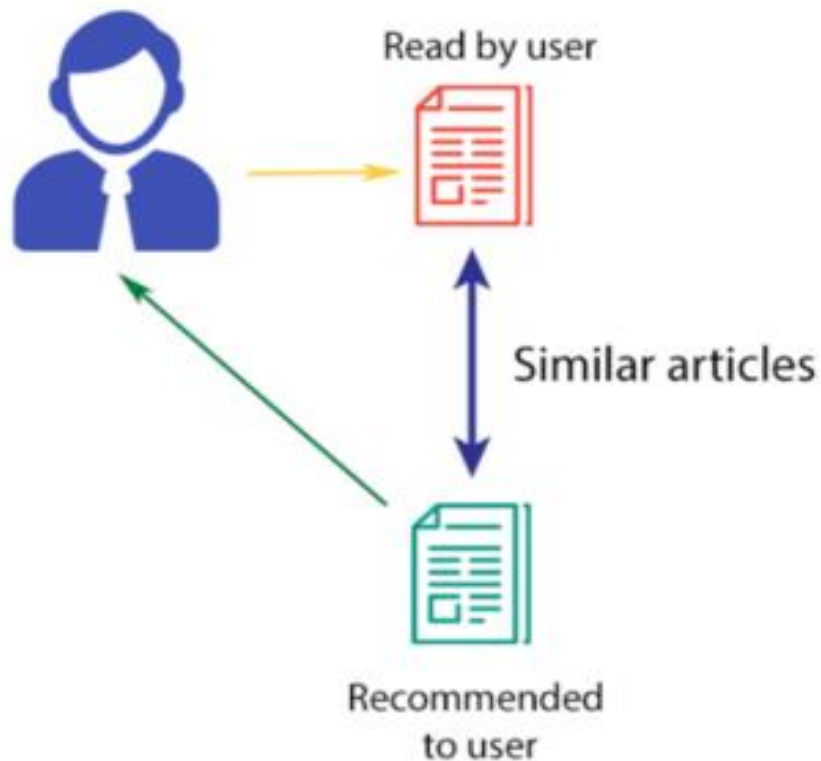 Read by user
Similar articles
Recommended
to user